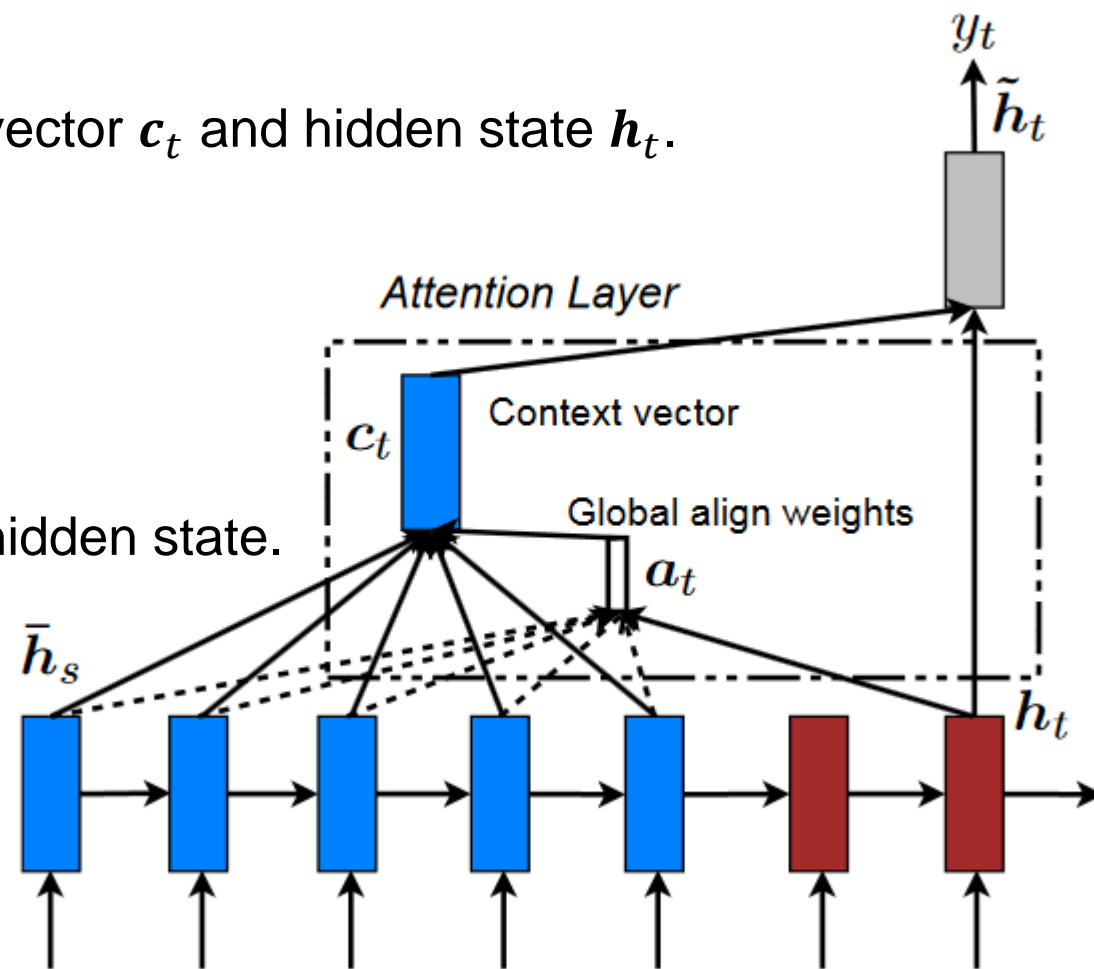 y_t
h̃_t
vector c_t and hidden state h_t.
Attention Layer
Context vector
c_t
Global align weights
hidden state.
a_t
h̄_s
h_t